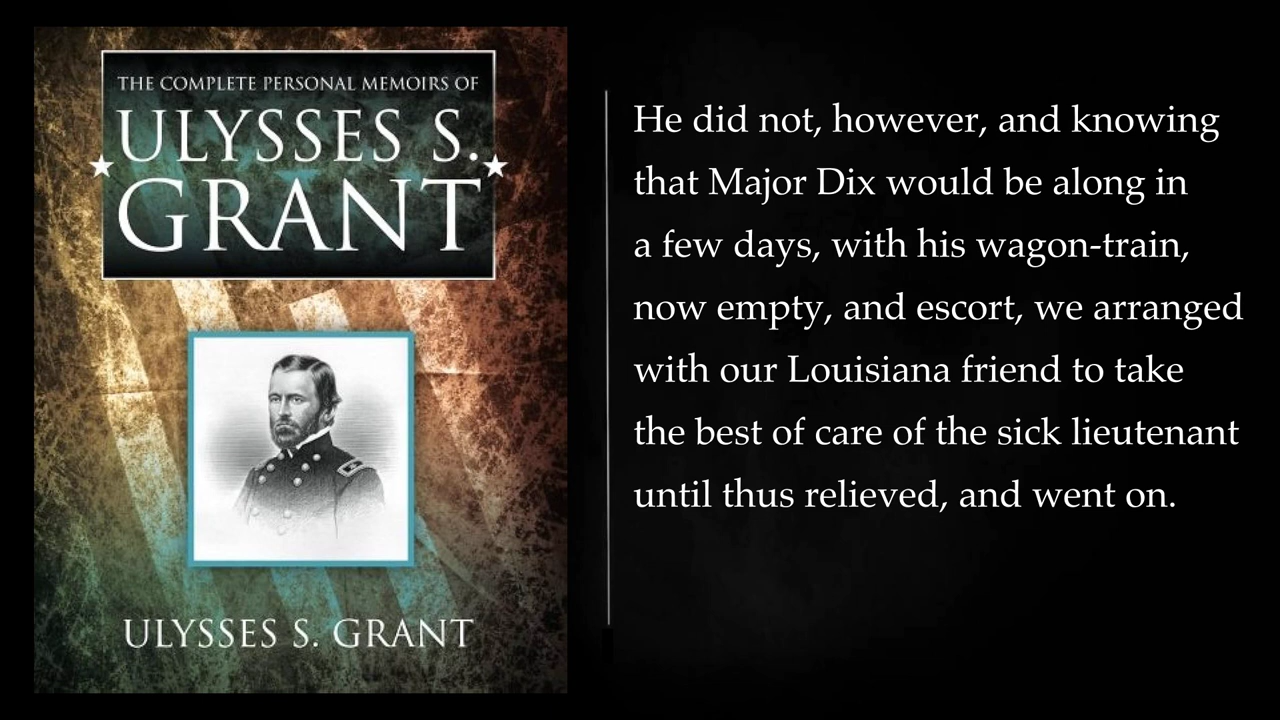 THE COMPLETE PERSONAL MEMOIRS OF
ULYSSES S.
GRANT
ULYSSES S. GRANT
He did not, however, and knowing
that Major Dix would be along in
a few days, with his wagon-train,
now empty, and escort, we arranged
with our Louisiana friend to take
the best of care of the sick lieutenant
until thus relieved, and went on.